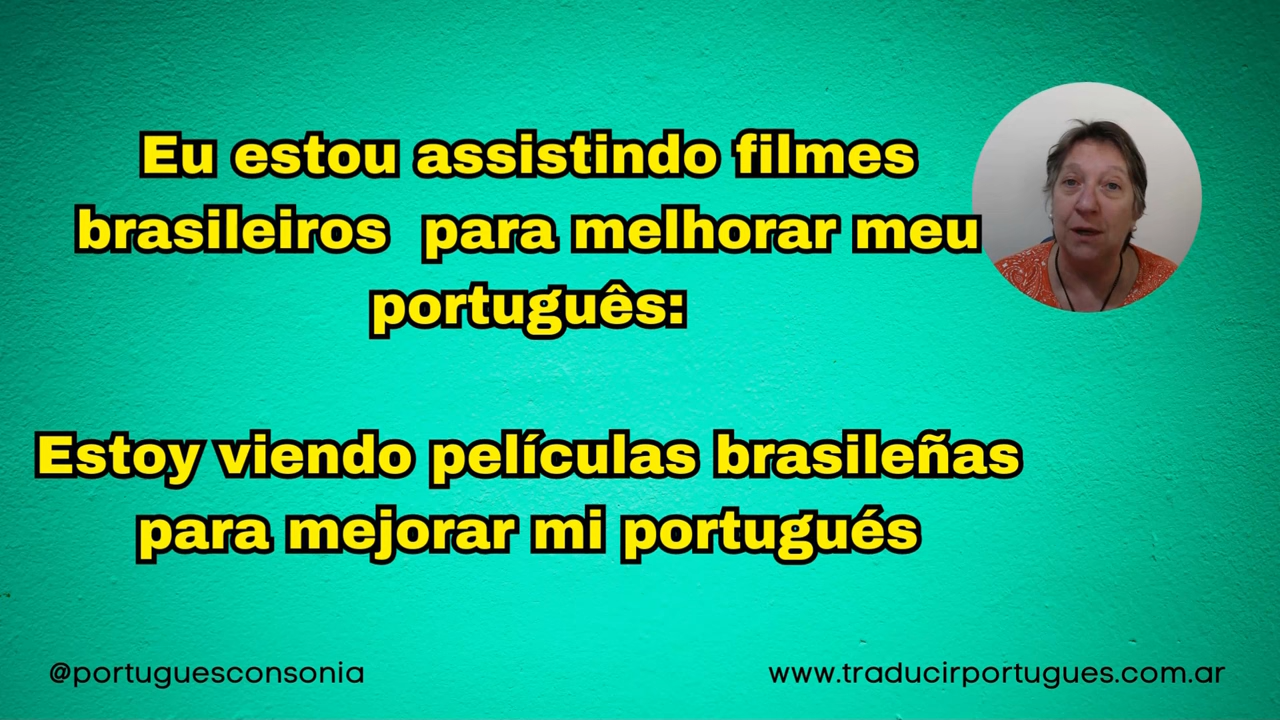 Eu estou assistindo filmes
brasileiros para melhorar meu
português:
Estoy viendo películas brasileñas
para mejorar mi portugués
@portuguesconsonia
www.traducirportugues.com.ar